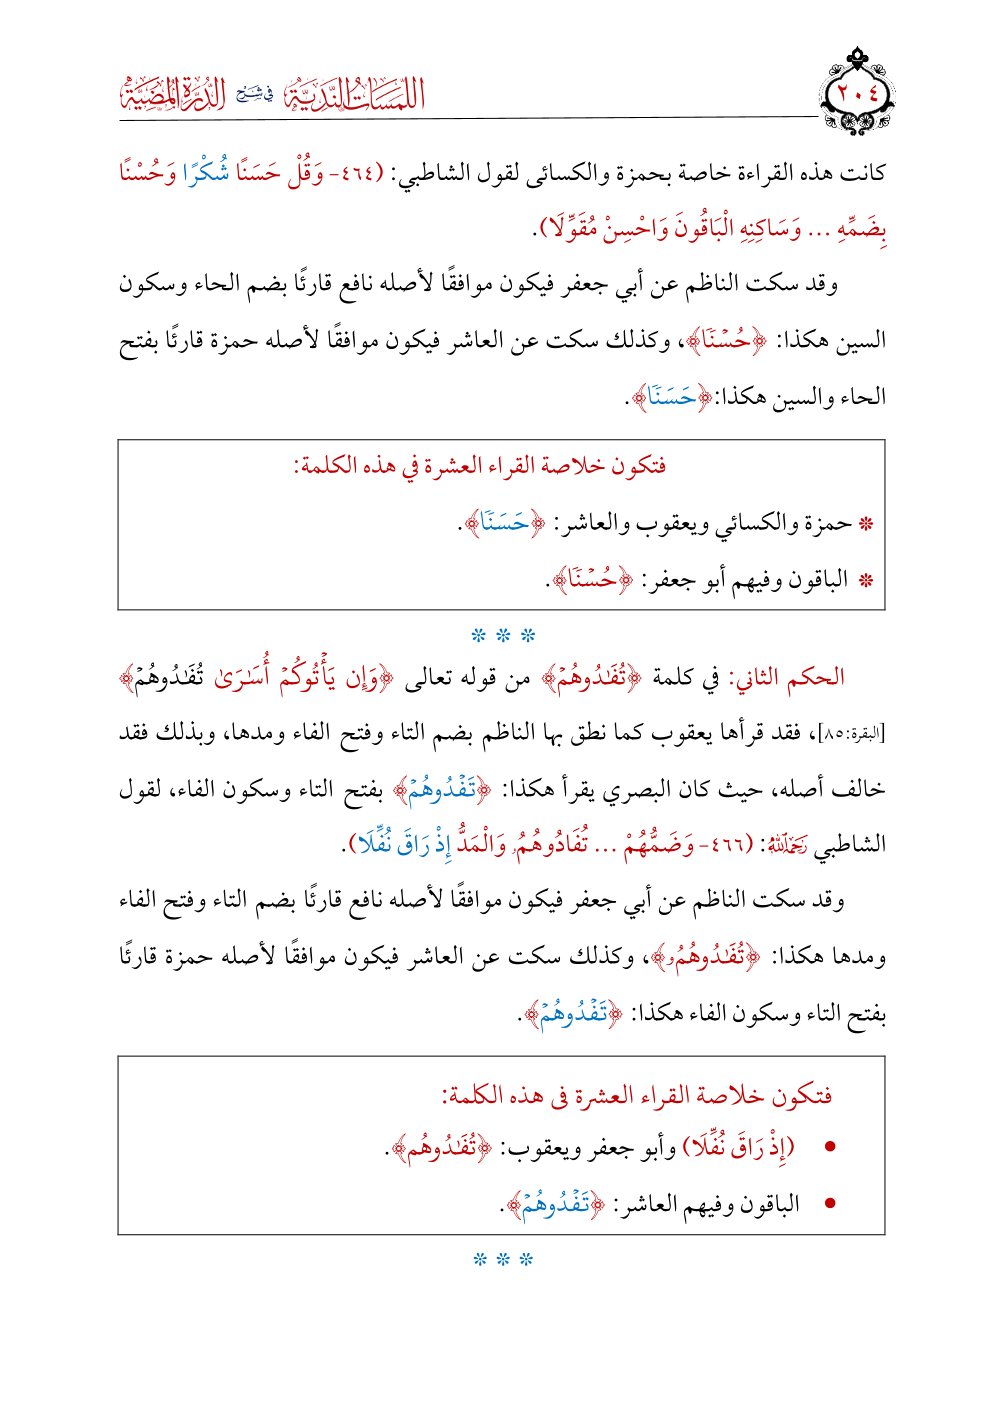 اللمسات الندية في شرح الدرة المضية
٢٠٤
كانت هذه القراءة خاصة بحمزة والكسائى لقول الشاطبي: (٤٦٤- وَقُلْ حَسَنًا شُكْرًا وَحُسْنًا
بِضَمِّهِ ... وَسَاكِنِهِ الْبَاقُونَ وَاحْسِنْ مُقَوِّلَا).
وقد سكت الناظم عن أبي جعفر فيكون موافقًا لأصله نافع قارئًا بضم الحاء وسكون
السين هكذا: ﴿حُسۡنٗا﴾، وكذلك سكت عن العاشر فيكون موافقًا لأصله حمزة قارئًا بفتح
الحاء والسين هكذا:﴿حَسَنٗا﴾.
فتكون خلاصة القراء العشرة في هذه الكلمة:
❊ حمزة والكسائي ويعقوب والعاشر: ﴿حَسَنٗا﴾.
❊ الباقون وفيهم أبو جعفر: ﴿حُسۡنٗا﴾.
❊ ❊ ❊
الحكم الثاني: في كلمة ﴿تُفَٰدُوهُمۡ﴾ من قوله تعالى ﴿وَإِن يَأۡتُوكُمۡ أُسَٰرَىٰ تُفَٰدُوهُمۡ﴾
[البقرة:٨٥]، فقد قرأها يعقوب كما نطق بها الناظم بضم التاء وفتح الفاء ومدها، وبذلك فقد
خالف أصله، حيث كان البصري يقرأ هكذا: ﴿تَفۡدُوهُمۡ﴾ بفتح التاء وسكون الفاء، لقول
الشاطبي رَحِمَهُ اللَّهُ: (٤٦٦- وَضَمُّهُمْ ... تُفَادُوهُمُۥ وَالْمَدُّ إِذْ رَاقَ نُفِّلَا).
وقد سكت الناظم عن أبي جعفر فيكون موافقًا لأصله نافع قارئًا بضم التاء وفتح الفاء
ومدها هكذا: ﴿تُفَٰدُوهُمُۥ﴾، وكذلك سكت عن العاشر فيكون موافقًا لأصله حمزة قارئًا
بفتح التاء وسكون الفاء هكذا: ﴿تَفۡدُوهُمۡ﴾.
فتكون خلاصة القراء العشرة فى هذه الكلمة:
• (إِذْ رَاقَ نُفِّلَا) وأبو جعفر ويعقوب: ﴿تُفَٰدُوهُم﴾.
• الباقون وفيهم العاشر: ﴿تَفۡدُوهُمۡ﴾.
❊ ❊ ❊